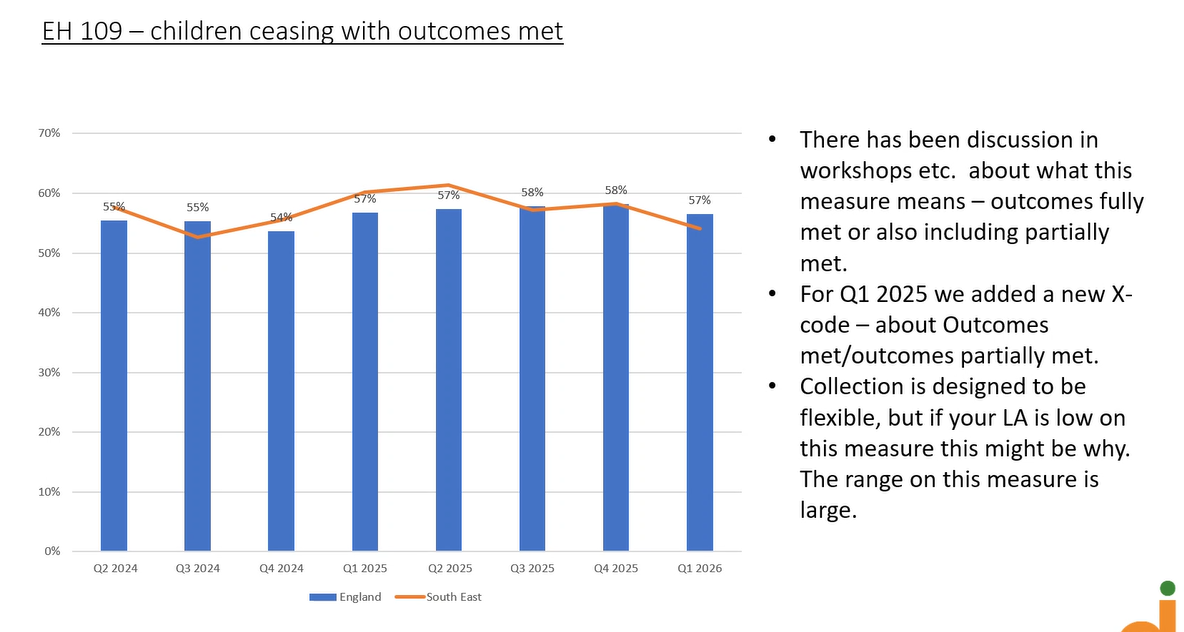 EH 109 – children ceasing with outcomes met
70%
60%
50%
40%
30%
20%
10%
0%
55%
55%
54%
57%
57%
58%
58%
57%
Q2 2024
Q3 2024
Q4 2024
Q1 2025
Q2 2025
Q3 2025
Q4 2025
Q1 2026
England
South East
• There has been discussion in
workshops etc.  about what this
measure means – outcomes fully
met or also including partially
met.
• For Q1 2025 we added a new X-
code – about Outcomes
met/outcomes partially met.
• Collection is designed to be
flexible, but if your LA is low on
this measure this might be why.
The range on this measure is
large.